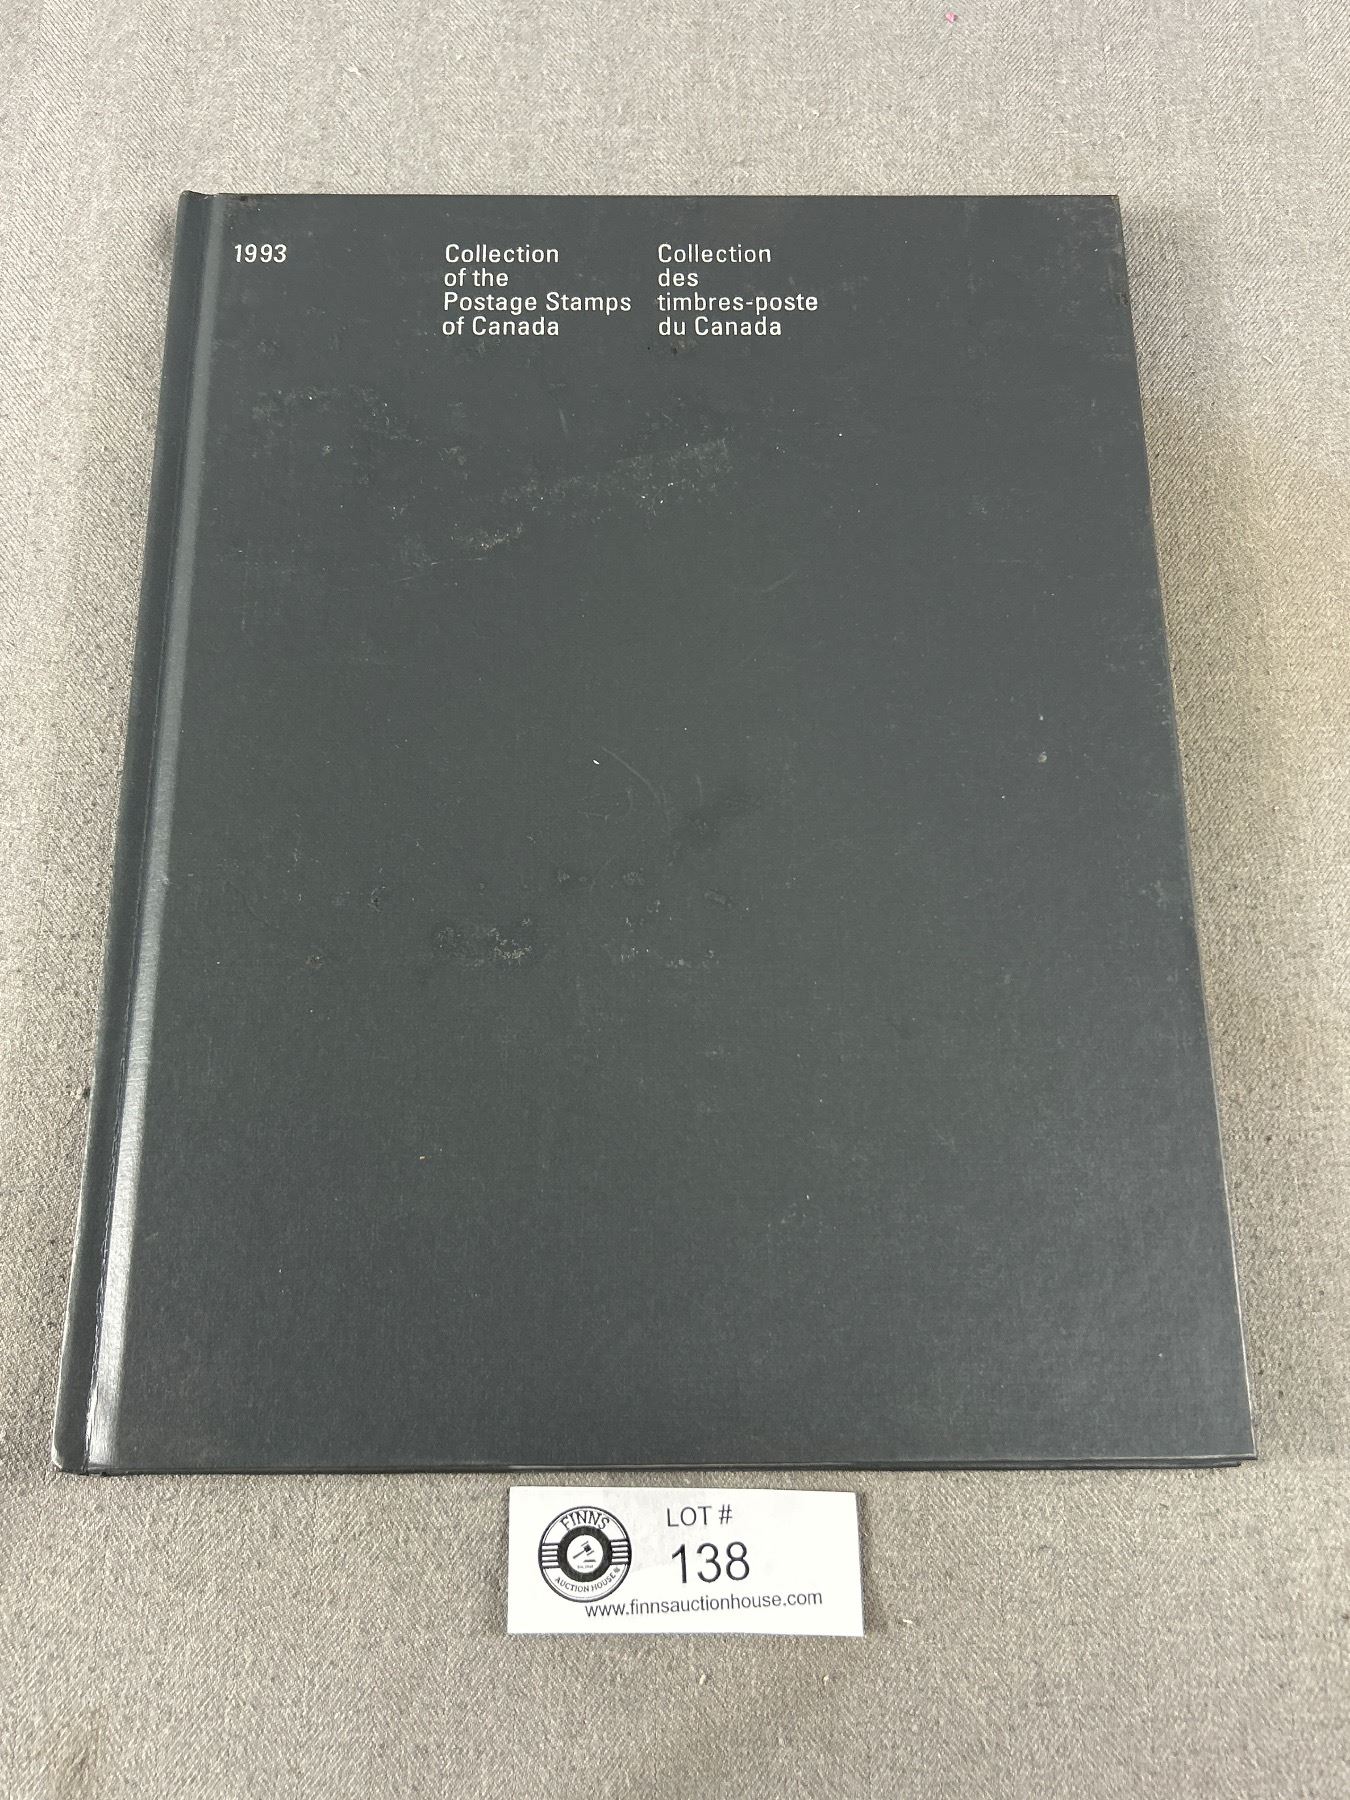 1993
Collection
of the
Postage Stamps
of Canada
Collection
des
timbres-poste
du Canada
FINNS
AUCTION HOUSE
LOT #
138
www.finnsauctionhouse.com